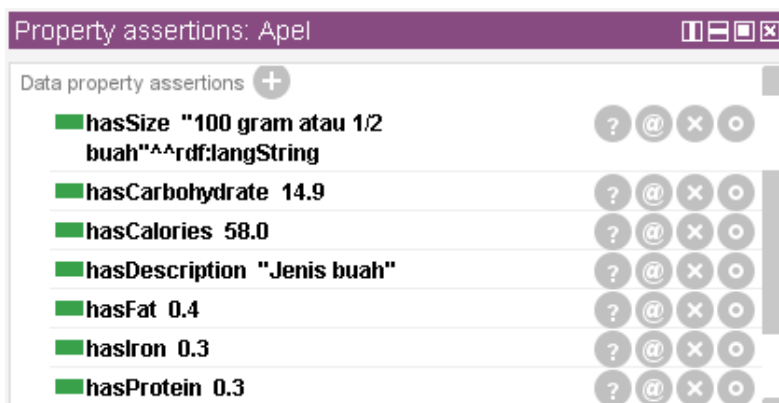 Property assertions: Apel
Data property assertions
hasSize "100 gram atau 1/2
buah"^^rdf:langString
hasCarbohydrate 14.9
hasCalories 58.0
hasDescription "Jenis buah"
hasFat 0.4
hasIron 0.3
hasProtein 0.3